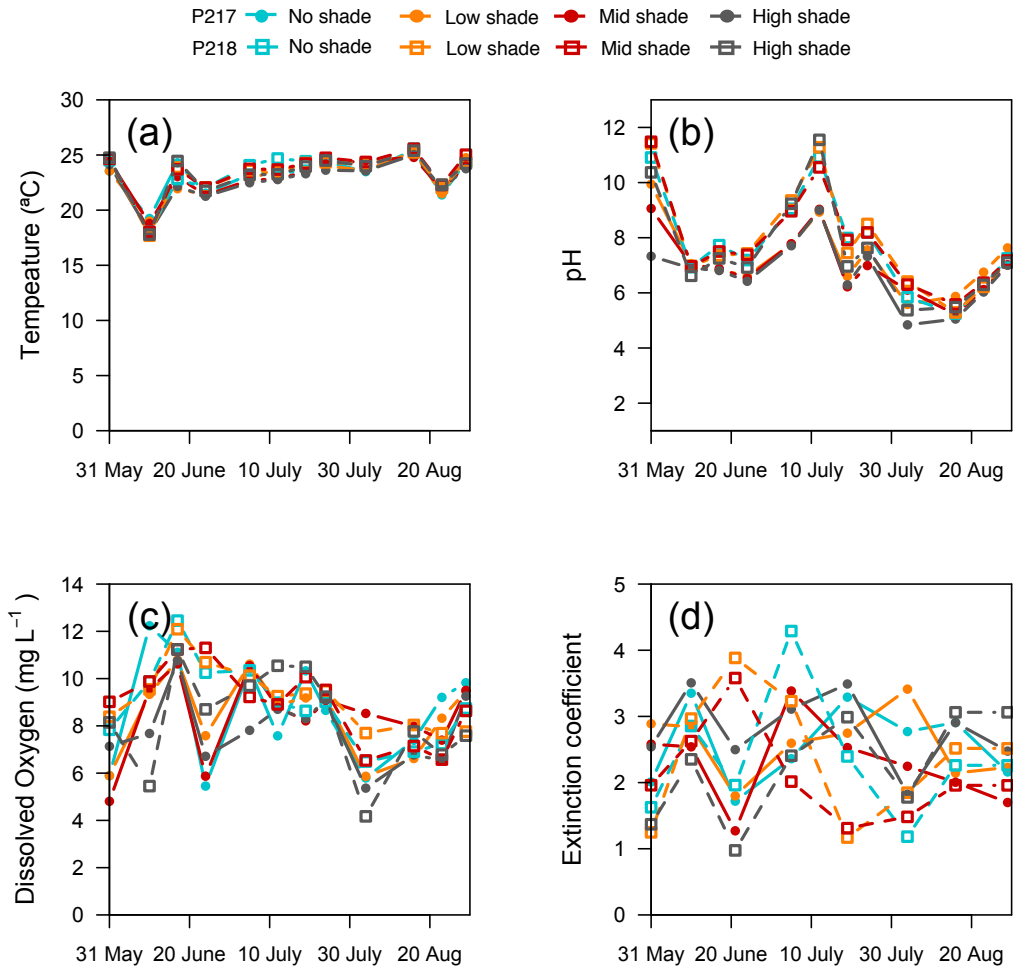 P217 No shade Low shade Mid shade High shade
P218 No shade Low shade Mid shade High shade
(a)
Tempeature (ªC)
30
25
20
15
10
5
0
31 May 20 June 10 July 30 July 20 Aug
(b)
pH
12
10
8
6
4
2
31 May 20 June 10 July 30 July 20 Aug
(c)
Dissolved Oxygen (mg L⁻¹ )
14
12
10
8
6
4
2
0
31 May 20 June 10 July 30 July 20 Aug
(d)
Extinction coefficient
5
4
3
2
1
0
31 May 20 June 10 July 30 July 20 Aug